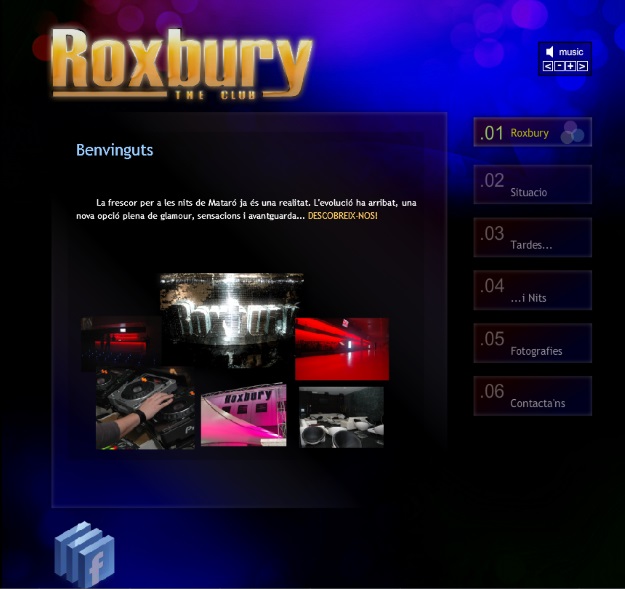 Roxbury
THE CLUB
music
< - + >
Benvinguts
La frescor per a les nits de Mataró ja és una realitat. L'evolució ha arribat, una
nova opció plena de glamour, sensacions i avantguarda... DESCOBREIX-NOS!
Roxbury
.01 Roxbury
.02 Situacio
.03 Tardes...
.04 ...i Nits
.05 Fotografies
.06 Contacta'ns
f